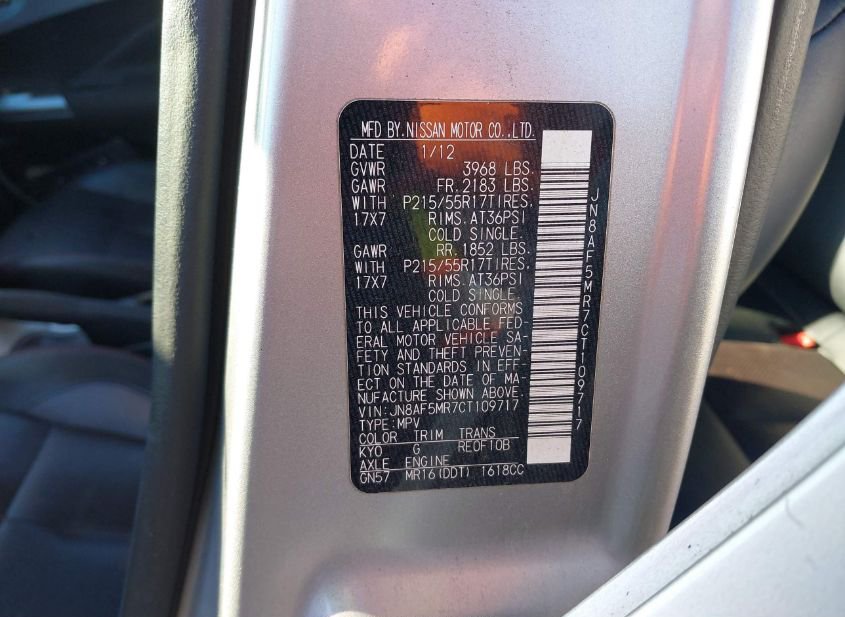 MFD BY.NISSAN MOTOR CO.,LTD.
DATE 1/12
GVWR 3968 LBS.
GAWR FR.2183 LBS.
WITH P215/55R17TIRES.
17X7 RIMS.AT36PSI
COLD SINGLE.
GAWR RR.1852 LBS.
WITH P215/55R17TIRES.
17X7 RIMS.AT36PSI
COLD SINGLE.
THIS VEHICLE CONFORMS
TO ALL APPLICABLE FED-
ERAL MOTOR VEHICLE SA-
FETY AND THEFT PREVEN-
TION STANDARDS IN EFF
ECT ON THE DATE OF MA-
NUFACTURE SHOWN ABOVE.
VIN:JN8AF5MR7CT109717
TYPE:MPV
COLOR TRIM TRANS
KYO G REOF10B
AXLE ENGINE
GN57 MR16(DDT) 1618CC
JN8AF5MR7CT109717